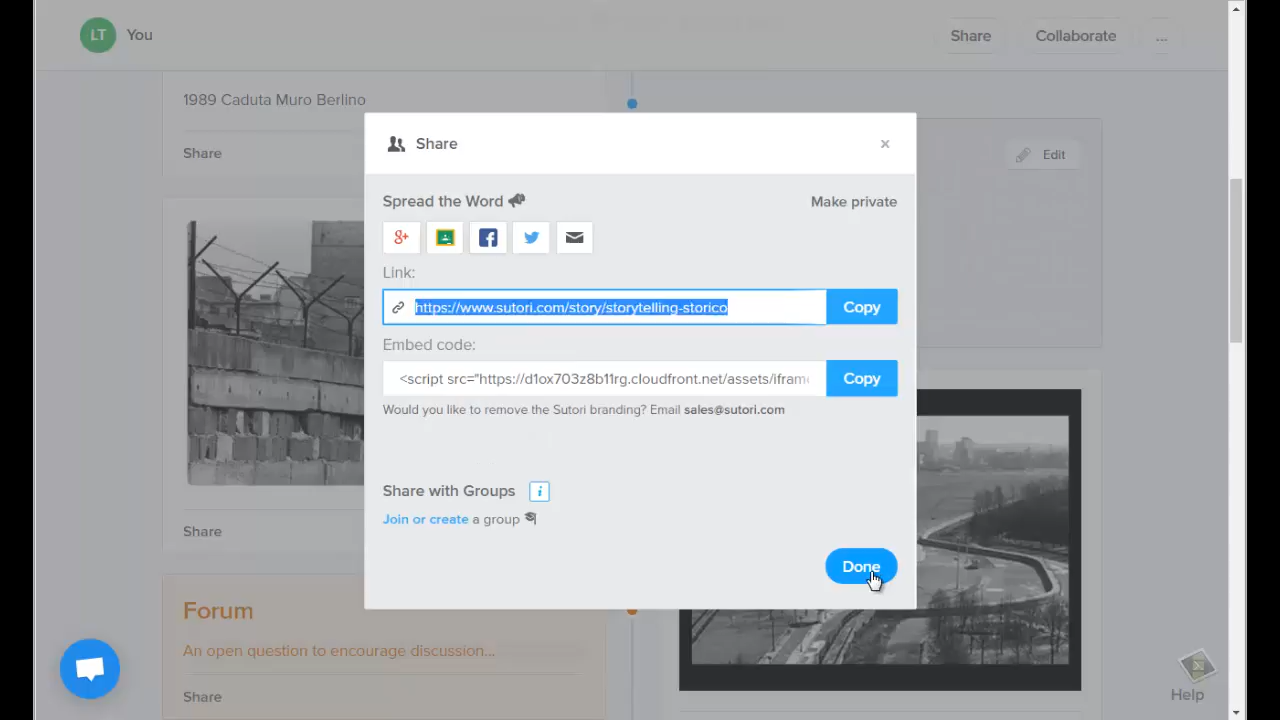 LT You
Share
Collaborate
...
1989 Caduta Muro Berlino
Share
Edit
Share
×
Spread the Word
Make private
g+
Link:
https://www.sutori.com/story/storytelling-storico
Copy
Embed code:
<script src="https://d1ox703z8b11rg.cloudfront.net/assets/ifram
Copy
Would you like to remove the Sutori branding? Email sales@sutori.com
Share with Groups i
Join or create a group
Done
Share
Forum
An open question to encourage discussion...
Share
Help